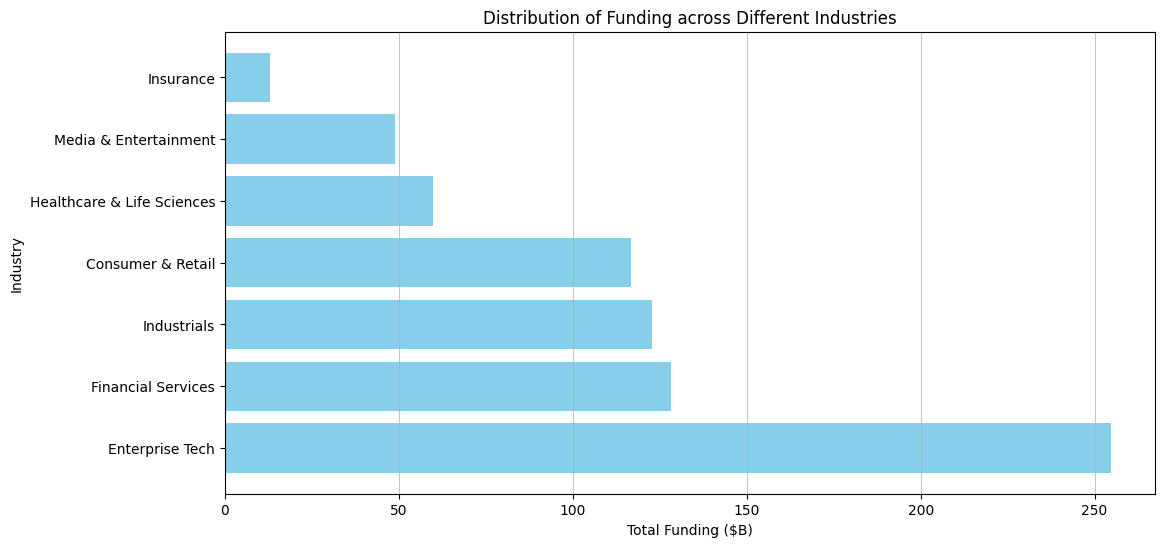 Distribution of Funding across Different Industries
Insurance
Media & Entertainment
Healthcare & Life Sciences
Consumer & Retail
Industrials
Financial Services
Enterprise Tech
Industry
0 50 100 150 200 250
Total Funding ($B)